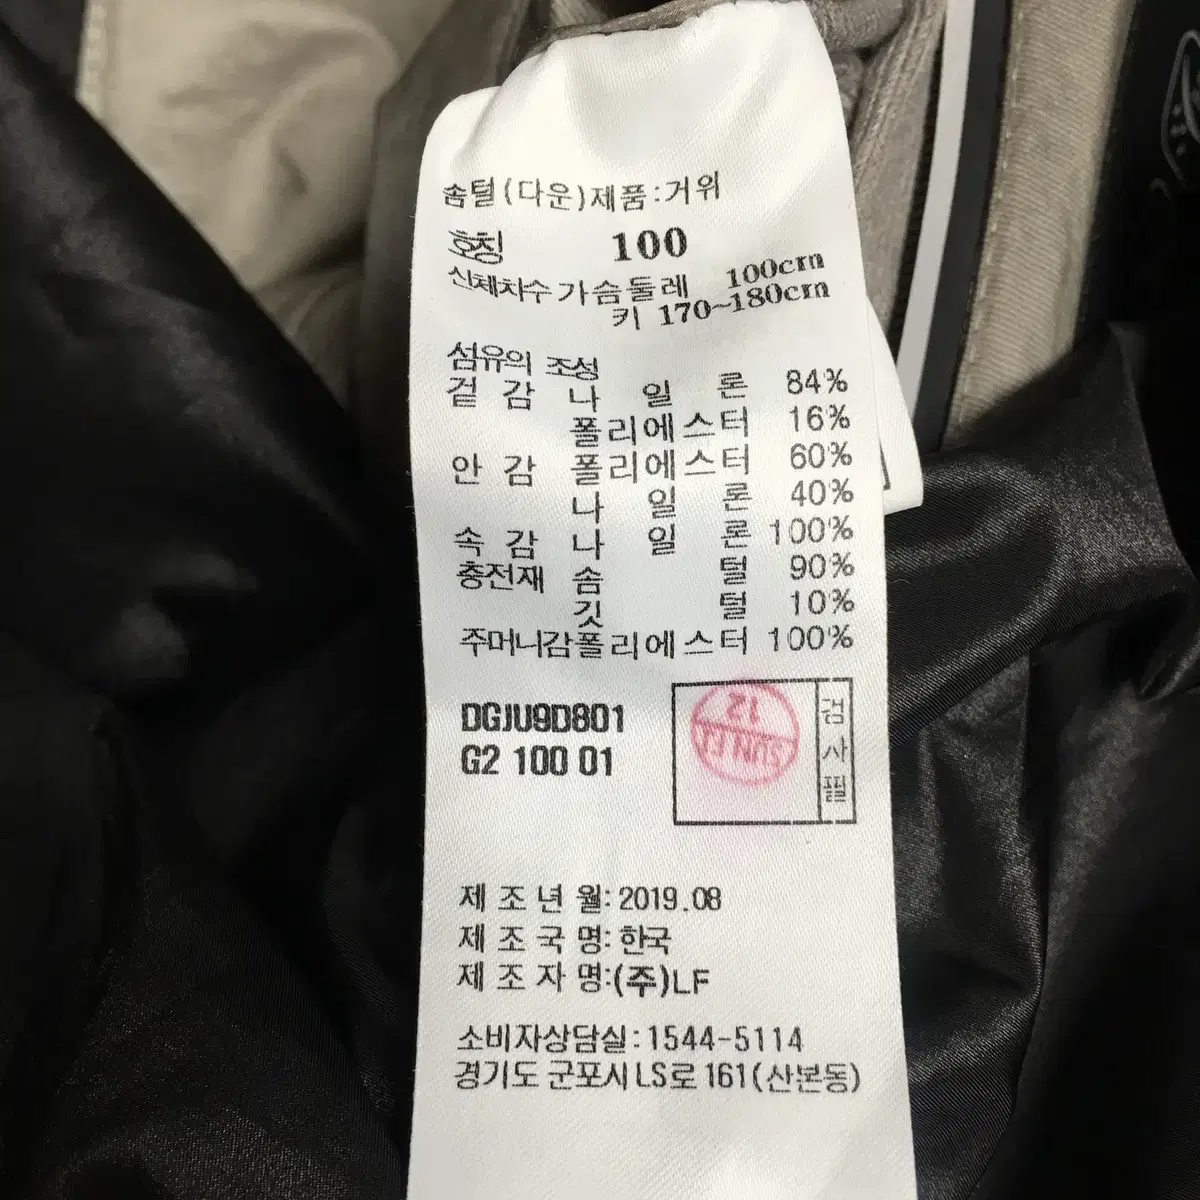 솜털(다운)제품:거위
호칭 100
신체치수 가슴둘레 100cm
키 170~180cm
섬유의 조성
겉 감 나 일 론 84%
폴리에스터 16%
안 감 폴리에스터 60%
나 일 론 40%
속 감 나 일 론 100%
충전재 솜 털 90%
깃 털 10%
주머니감폴리에스터 100%
DGJU9D801
G2 100 01
12
검사필
제 조 년 월: 2019.08
제 조 국 명: 한국
제 조 자 명:(주)LF
소비자상담실:1544-5114
경기도 군포시 LS로 161(산본동)